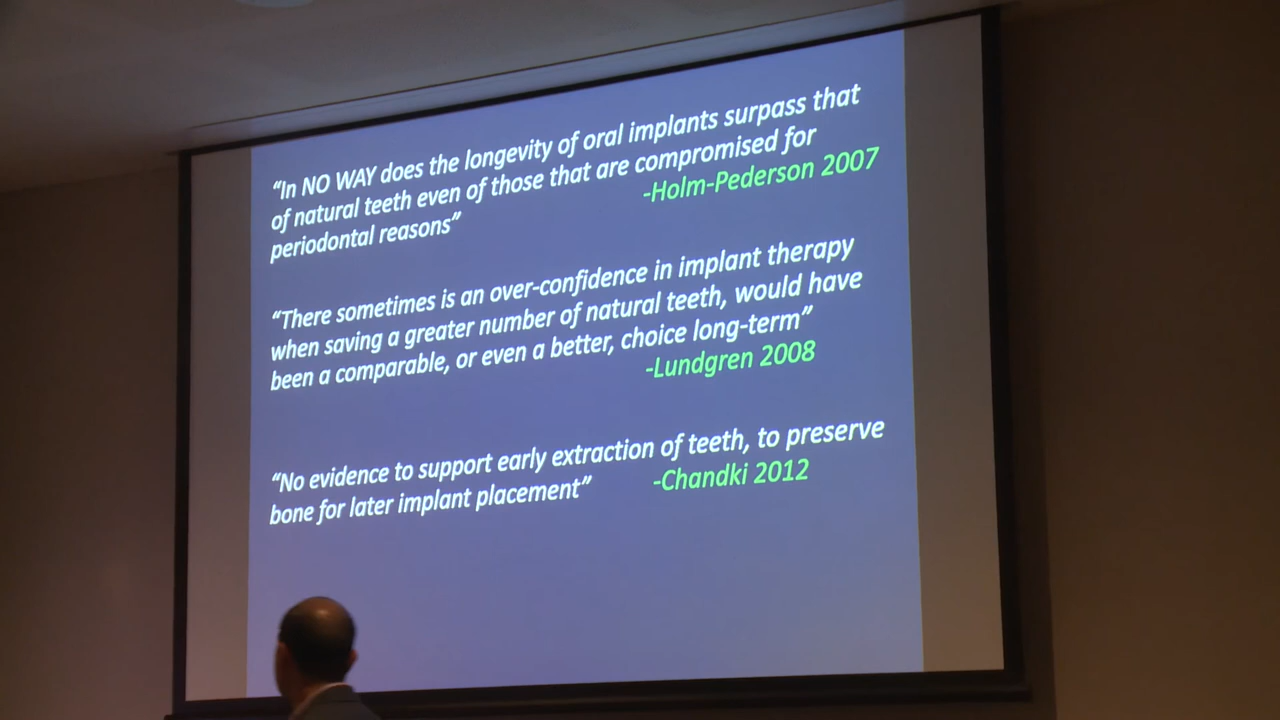 “In NO WAY does the longevity of oral implants surpass that
of natural teeth even of those that are compromised for
periodontal reasons”
-Holm-Pederson 2007
“There sometimes is an over-confidence in implant therapy
when saving a greater number of natural teeth, would have
been a comparable, or even a better, choice long-term”
-Lundgren 2008
“No evidence to support early extraction of teeth, to preserve
bone for later implant placement” -Chandki 2012